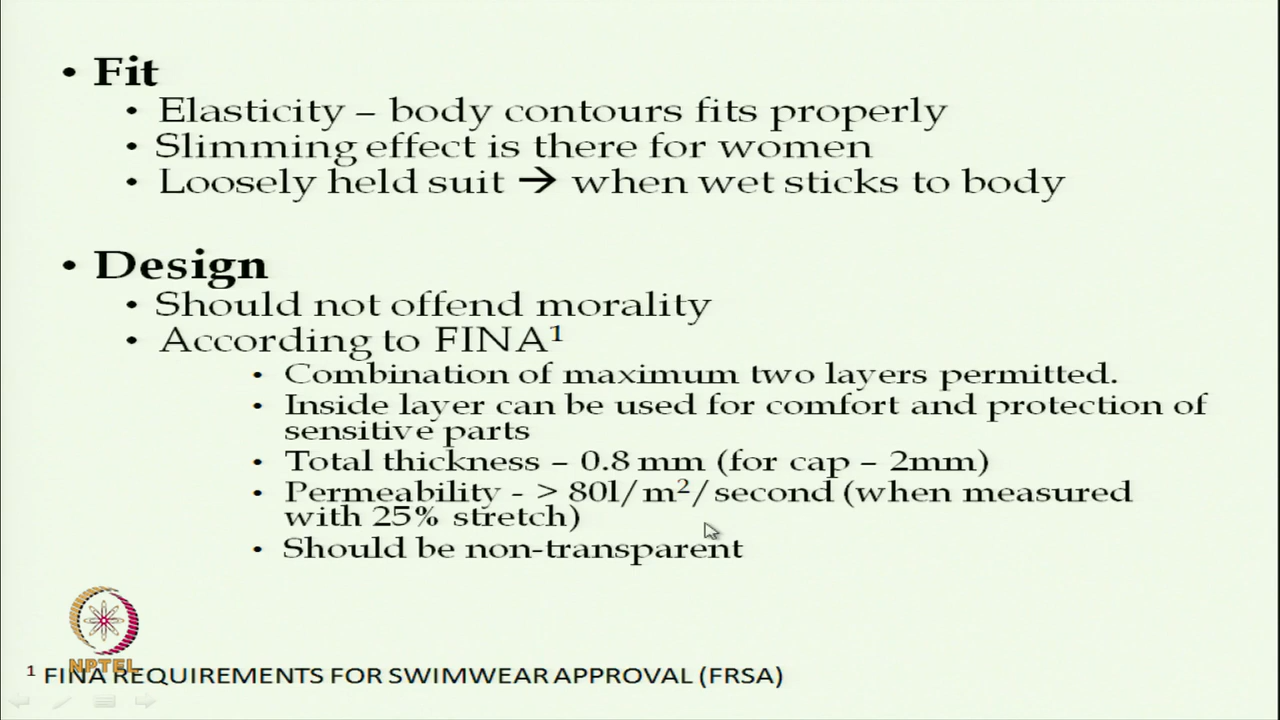 • Fit
• Elasticity – body contours fits properly
• Slimming effect is there for women
• Loosely held suit → when wet sticks to body
• Design
• Should not offend morality
• According to FINA¹
• Combination of maximum two layers permitted.
• Inside layer can be used for comfort and protection of
sensitive parts
• Total thickness – 0.8 mm (for cap – 2mm)
• Permeability - > 80l/m²/second (when measured
with 25% stretch)
• Should be non-transparent
NPTEL
¹ FINA REQUIREMENTS FOR SWIMWEAR APPROVAL (FRSA)